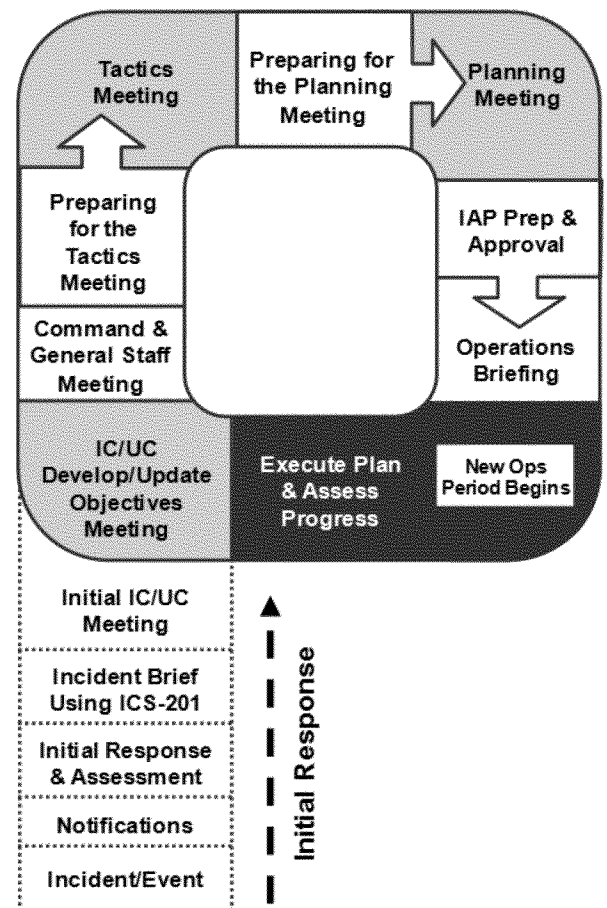 Tactics
Meeting
Preparing for
the Planning
Meeting
Planning
Meeting
Preparing
for the
Tactics
Meeting
IAP Prep &
Approval
Command &
General Staff
Meeting
Operations
Briefing
IC/UC
Develop/Update
Objectives
Meeting
Execute Plan
& Assess
Progress
New Ops
Period Begins
Initial IC/UC
Meeting
Incident Brief
Using ICS-201
Initial Response
& Assessment
Notifications
Incident/Event
Initial Response